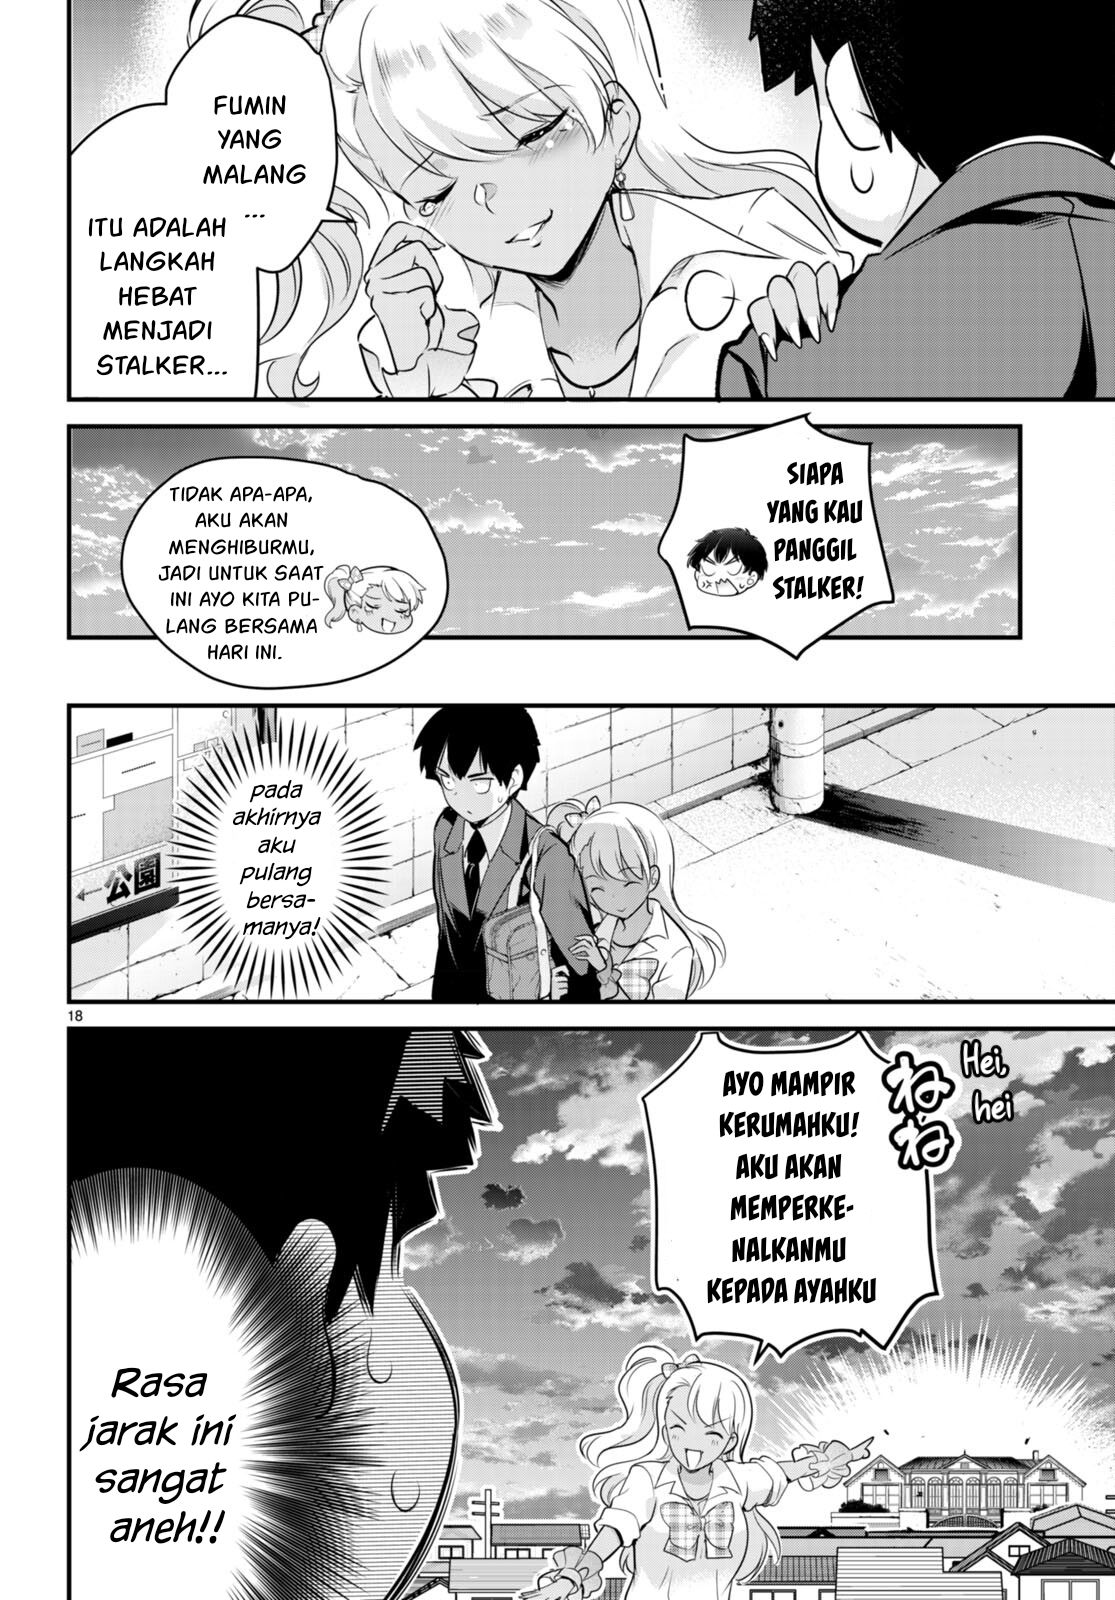 FUMIN
YANG
MALANG
...
ITU ADALAH
LANGKAH
HEBAT
MENJADI
STALKER...
SIAPA
YANG KAU
PANGGIL
STALKER!
TIDAK APA-APA,
AKU AKAN
MENGHIBURMU,
JADI UNTUK SAAT
INI AYO KITA PU-
LANG BERSAMA
HARI INI.
pada
akhirnya
aku
pulang
bersa-
manya!
←公園
18
Hei,
hei
ねね
AYO MAMPIR
KERUMAHKU!
AKU AKAN
MEMPERKE-
NALKANMU
KEPADA AYAHKU
Rasa
jarak ini
sangat
aneh!!